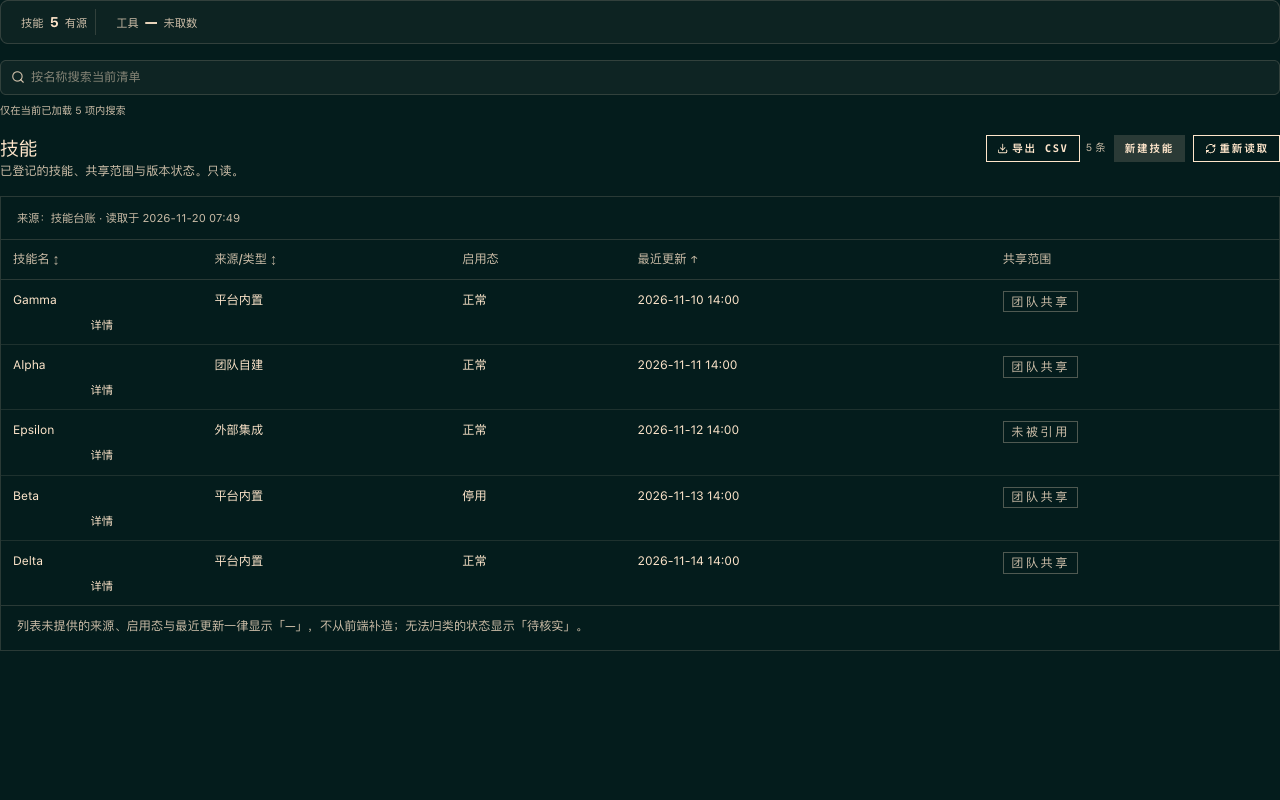 技能 5 有源 工具 — 未取数
按名称搜索当前清单
仅在当前已加载 5 项内搜索
技能
已登记的技能、共享范围与版本状态。只读。
导出 CSV 5 条 新建技能 重新读取
来源：技能台账 · 读取于 2026-11-20 07:49
技能名 ↕ 来源/类型 ↕ 启用态 最近更新 ↑ 共享范围
Gamma 平台内置 正常 2026-11-10 14:00 团队共享
详情
Alpha 团队自建 正常 2026-11-11 14:00 团队共享
详情
Epsilon 外部集成 正常 2026-11-12 14:00 未被引用
详情
Beta 平台内置 停用 2026-11-13 14:00 团队共享
详情
Delta 平台内置 正常 2026-11-14 14:00 团队共享
详情
列表未提供的来源、启用态与最近更新一律显示「—」，不从前端补造；无法归类的状态显示「待核实」。